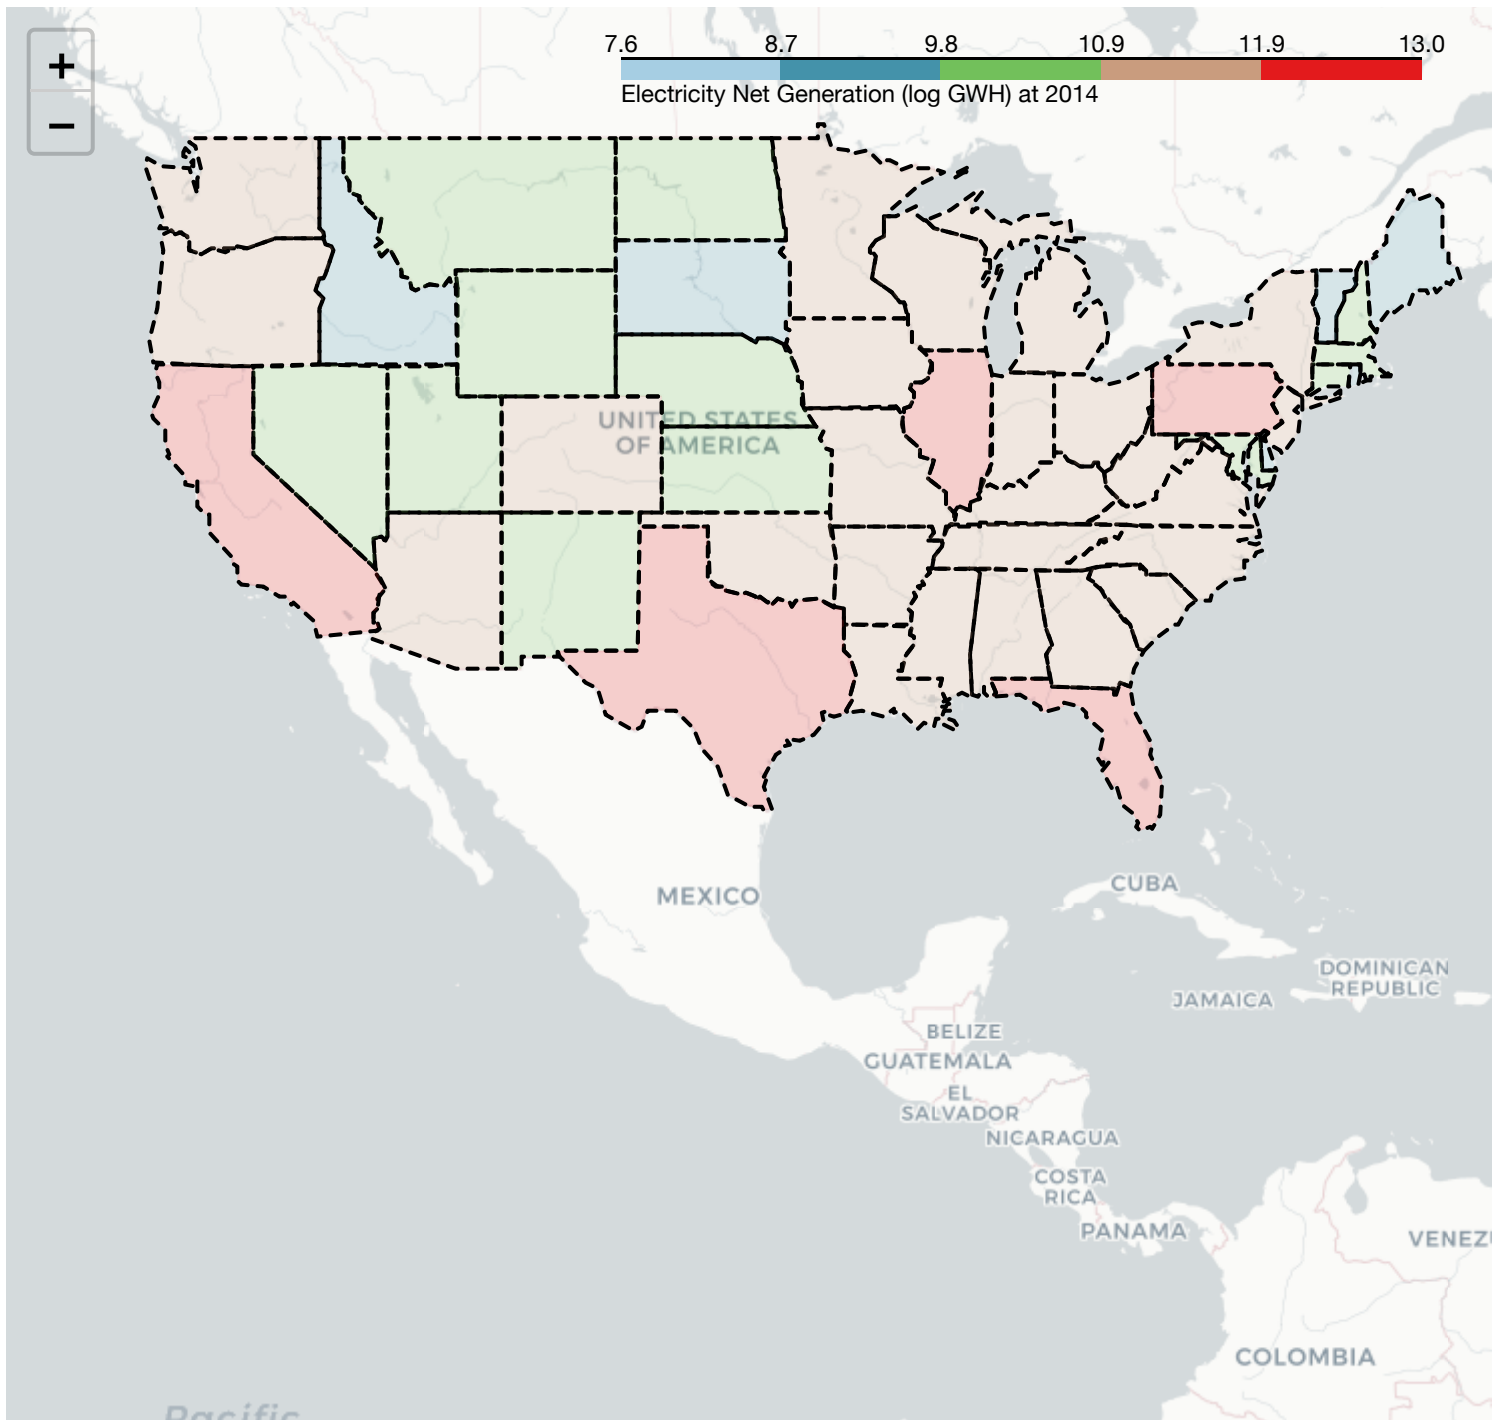 +
−
7.6 8.7 9.8 10.9 11.9 13.0
Electricity Net Generation (log GWH) at 2014
UNITED STATES
OF AMERICA
MEXICO
CUBA
DOMINICAN
REPUBLIC
JAMAICA
BELIZE
GUATEMALA
EL
SALVADOR
NICARAGUA
COSTA
RICA
PANAMA
VENEZU
COLOMBIA
Pacific